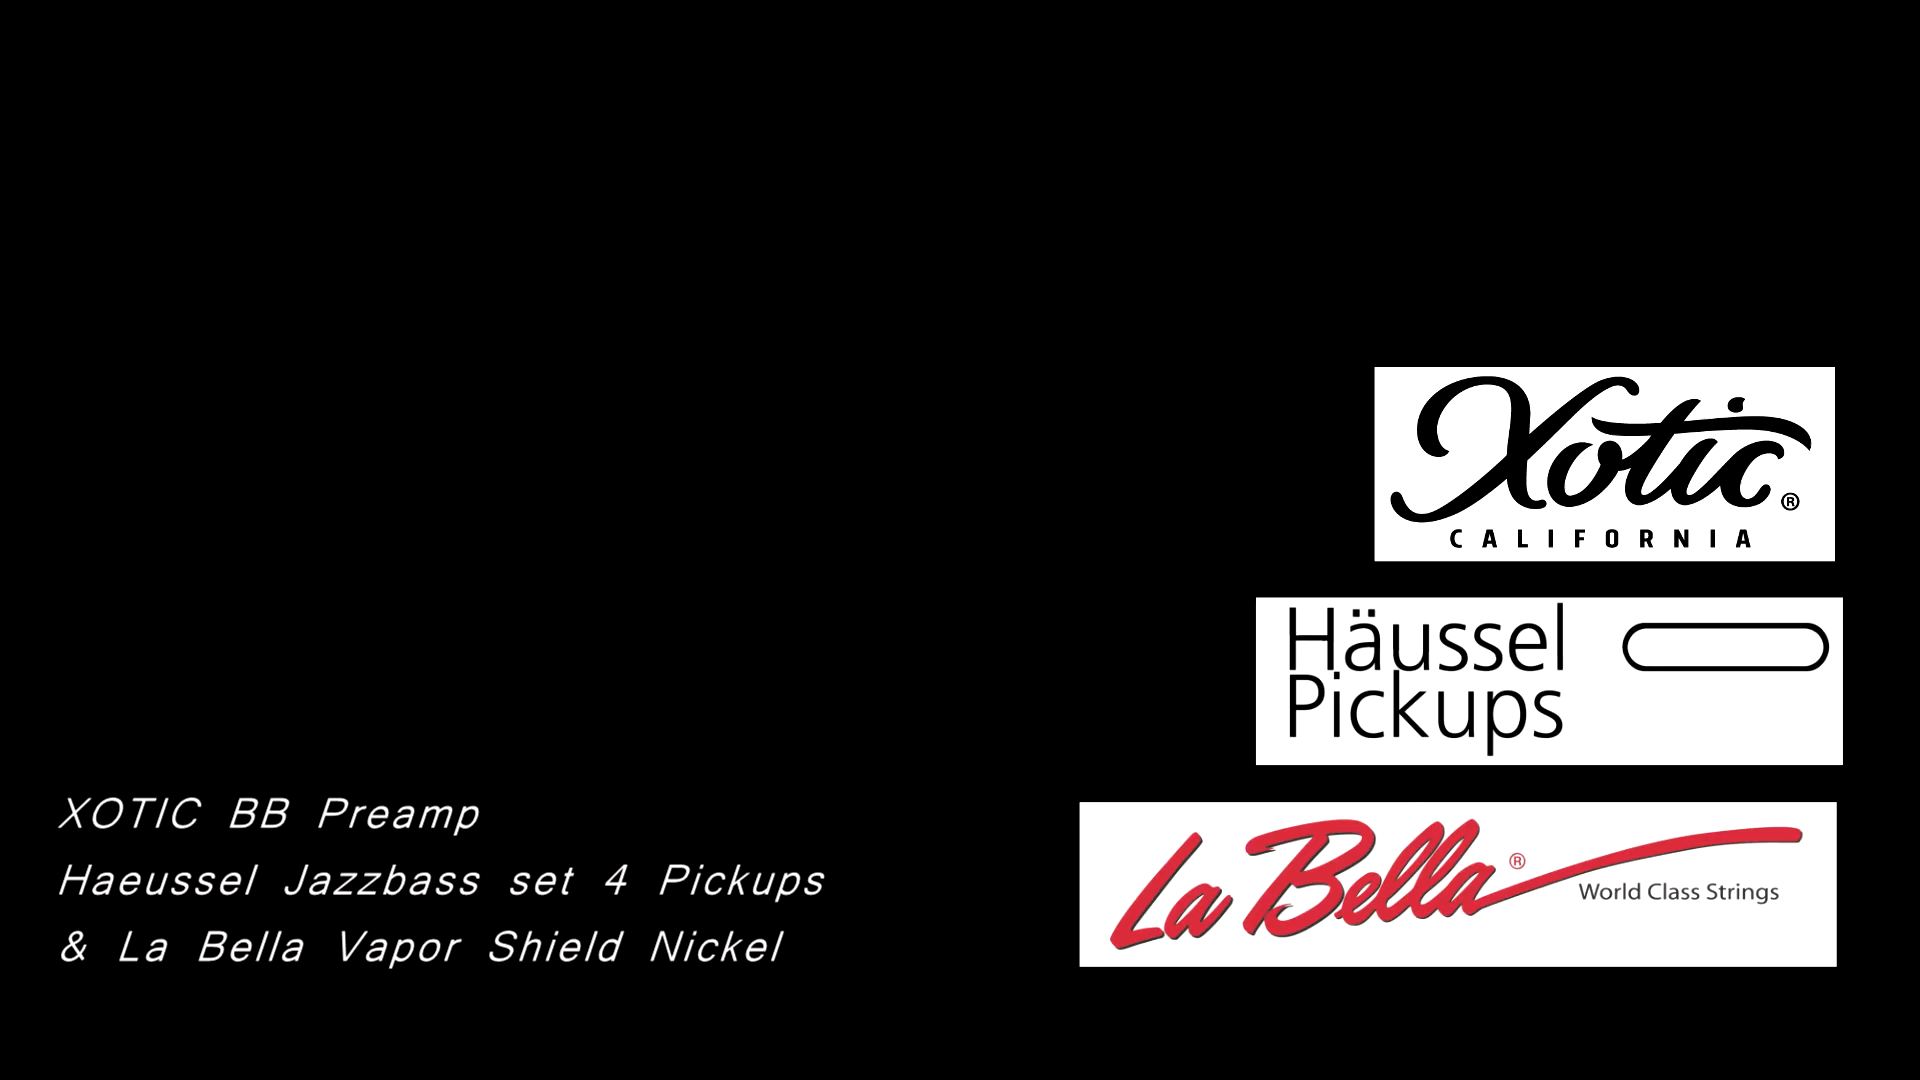 Xotic®
CALIFORNIA
Häussel
Pickups
XOTIC BB Preamp
Haeussel Jazzbass set 4 Pickups
& La Bella Vapor Shield Nickel
La Bella®
World Class Strings